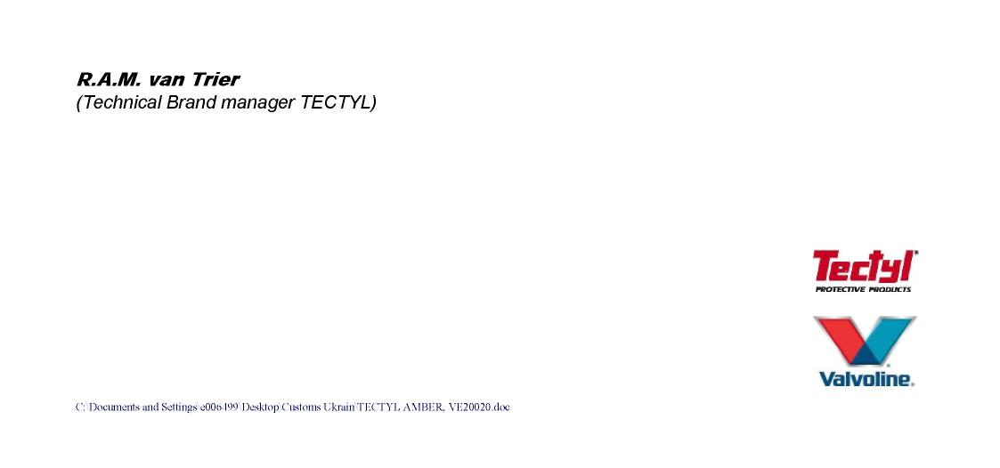 R.A.M. van Trier
(Technical Brand manager TECTYL)
Tectyl®
PROTECTIVE PRODUCTS
Valvoline.
C:\Documents and Settings\e006499\Desktop\Customs Ukrain\TECTYL AMBER, VE20020.doc